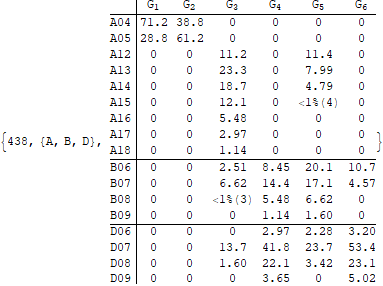 G1 G2 G3 G4 G5 G6
A04 71.2 38.8 0 0 0 0
A05 28.8 61.2 0 0 0 0
A12 0 0 11.2 0 11.4 0
A13 0 0 23.3 0 7.99 0
A14 0 0 18.7 0 4.79 0
A15 0 0 12.1 0 <1%(4) 0
A16 0 0 5.48 0 0 0
{438, {A, B, D}, A17 0 0 2.97 0 0 0 }
A18 0 0 1.14 0 0 0
B06 0 0 2.51 8.45 20.1 10.7
B07 0 0 6.62 14.4 17.1 4.57
B08 0 0 <1%(3) 5.48 6.62 0
B09 0 0 0 1.14 1.60 0
D06 0 0 0 2.97 2.28 3.20
D07 0 0 13.7 41.8 23.7 53.4
D08 0 0 1.60 22.1 3.42 23.1
D09 0 0 0 3.65 0 5.02